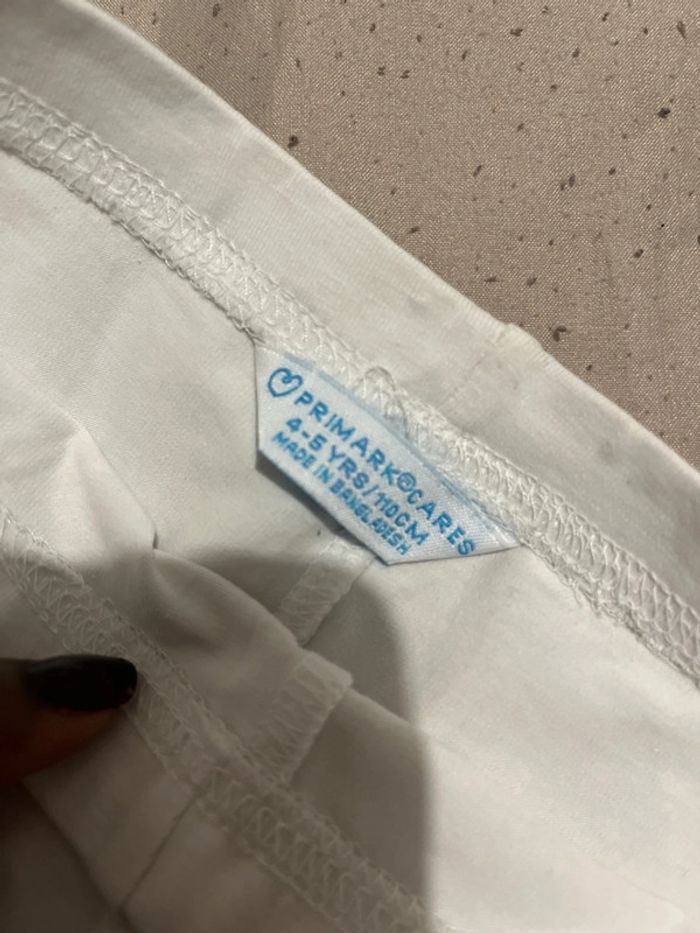 PRIMARK®CARES
4-5 YRS/110CM
MADE IN BANGLADESH